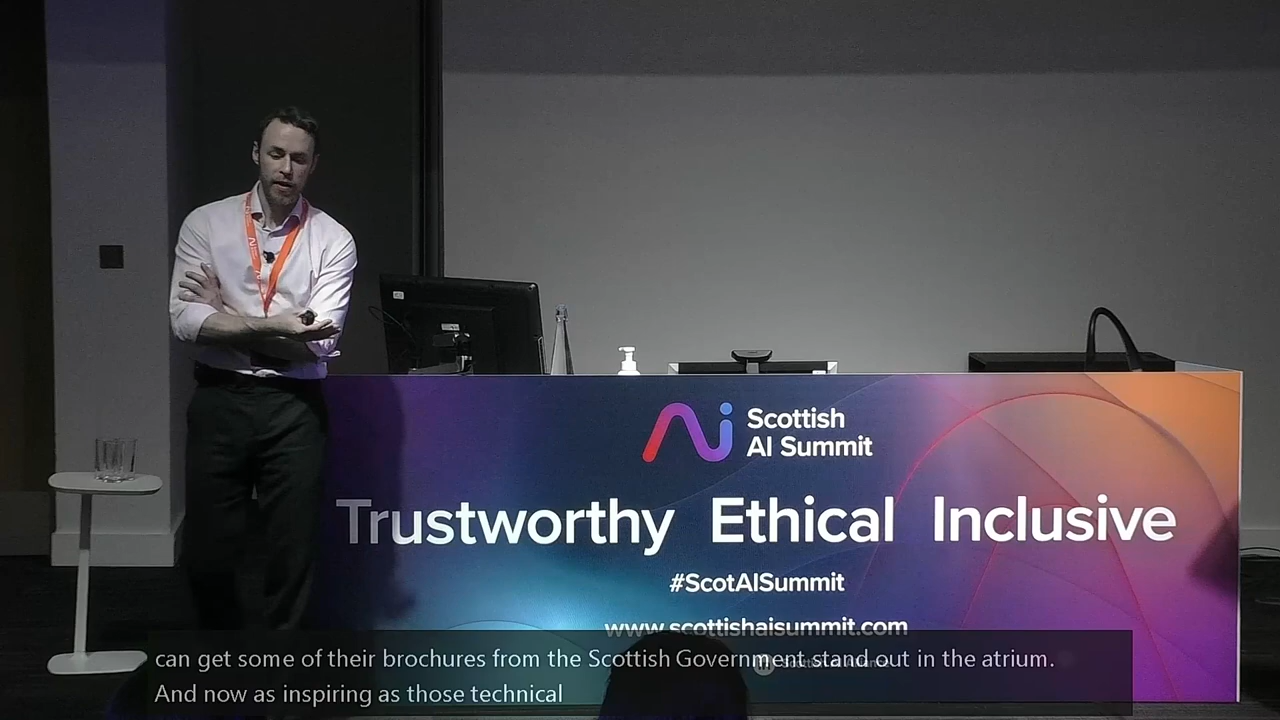 Scottish
AI Summit
Trustworthy Ethical Inclusive
#ScotAISummit
www.scottishaisummit.com
can get some of their brochures from the Scottish Government stand out in the atrium.
And now as inspiring as those technical